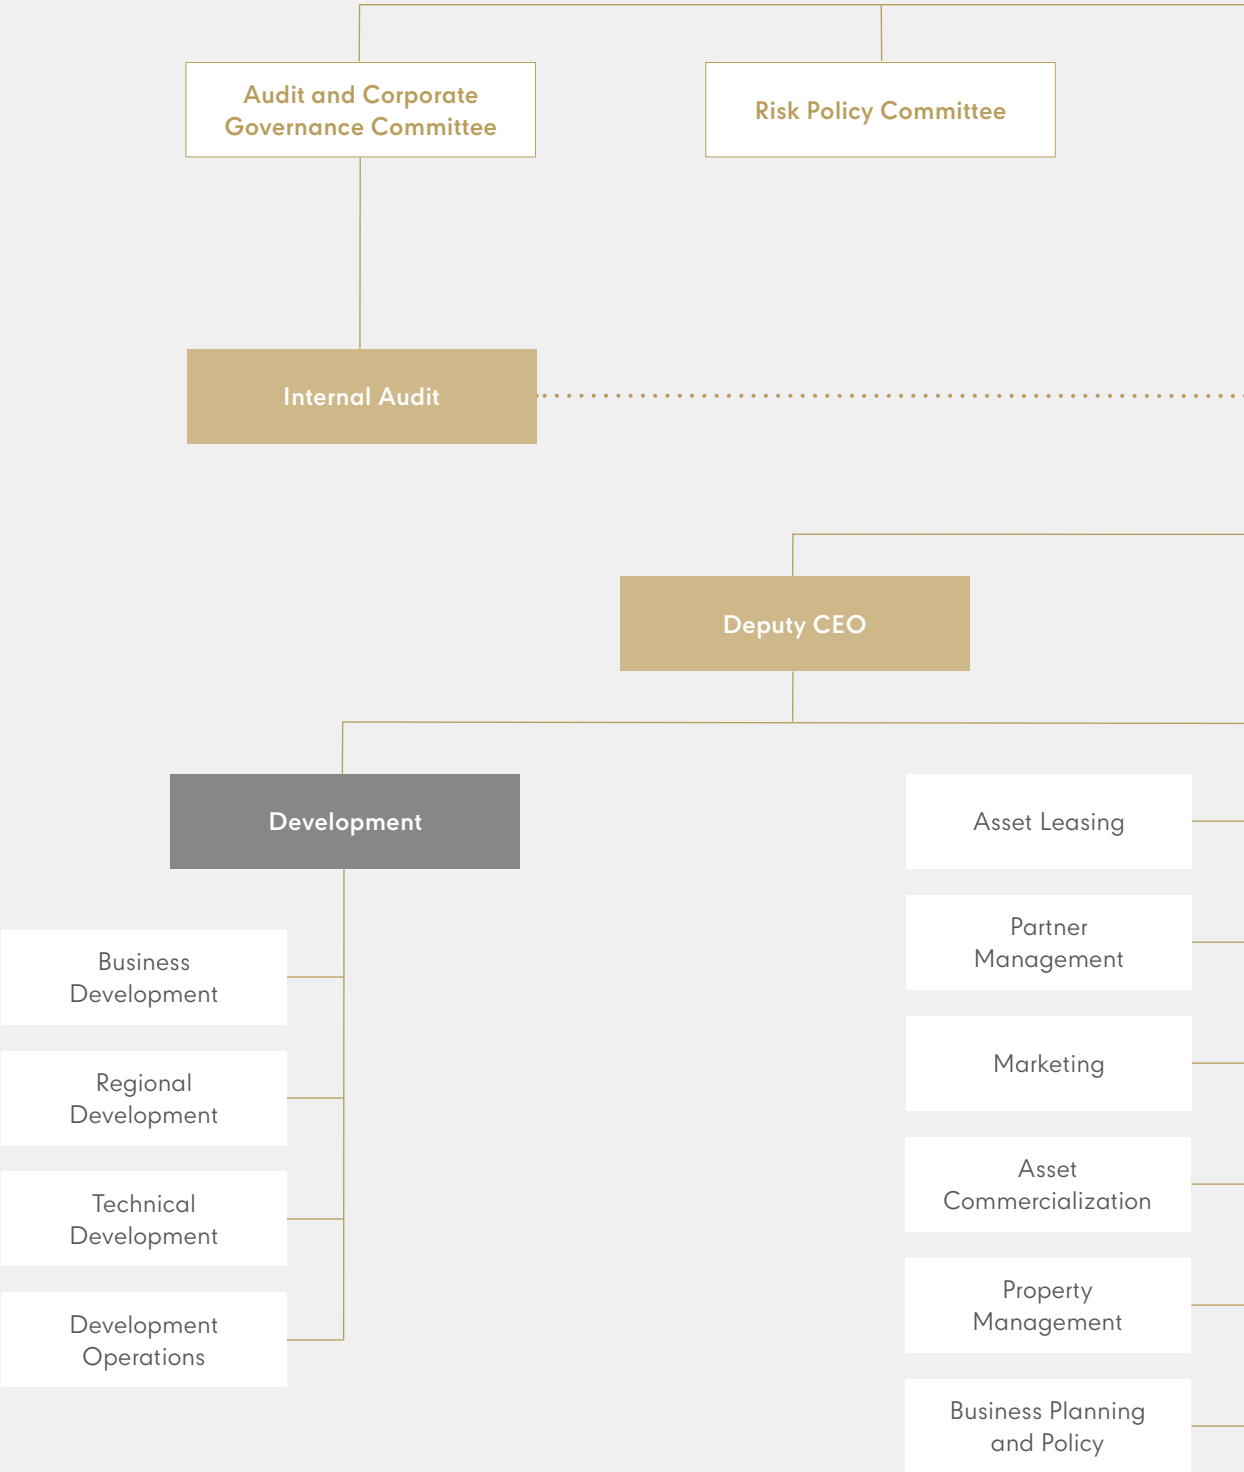 Audit and Corporate
Governance Committee
Risk Policy Committee
Internal Audit
Deputy CEO
Development
Business
Development
Regional
Development
Technical
Development
Development
Operations
Asset Leasing
Partner
Management
Marketing
Asset
Commercialization
Property
Management
Business Planning
and Policy